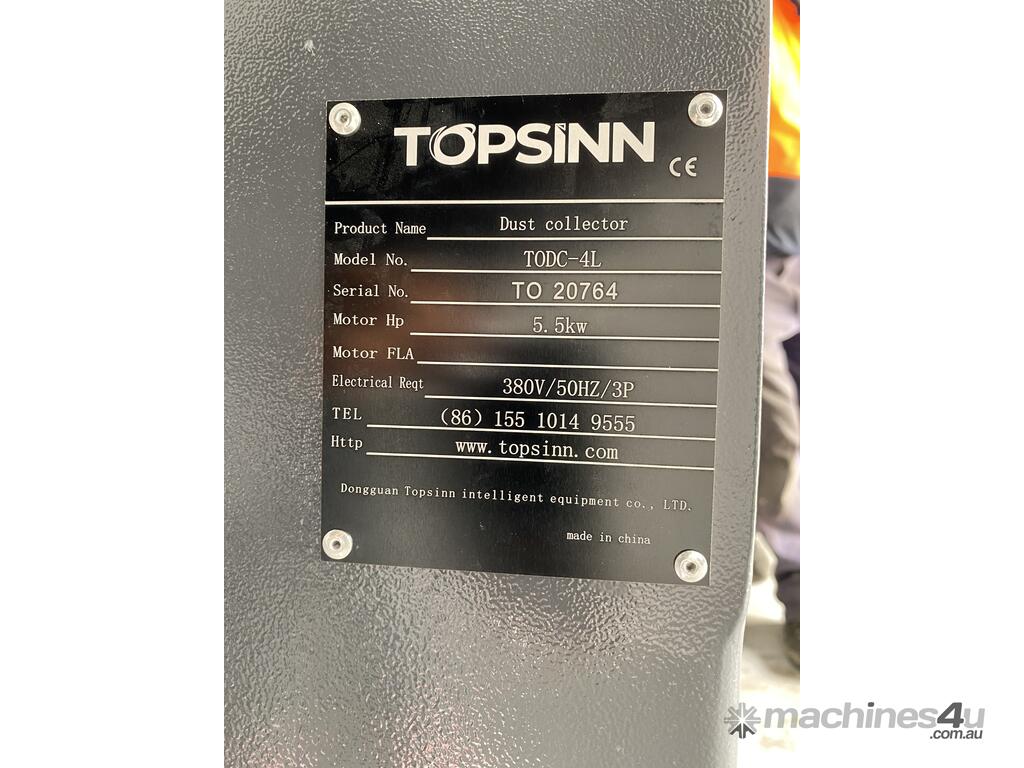 TOPSINN
CE
Product Name Dust collector
Model No. TODC-4L
Serial No. TO 20764
Motor Hp 5.5kw
Motor FLA
Electrical Reqt 380V/50HZ/3P
TEL (86) 155 1014 9555
Http www.topsinn.com
Dongguan Topsinn intelligent equipment co., LTD.
made in china
machines4u
.com.au